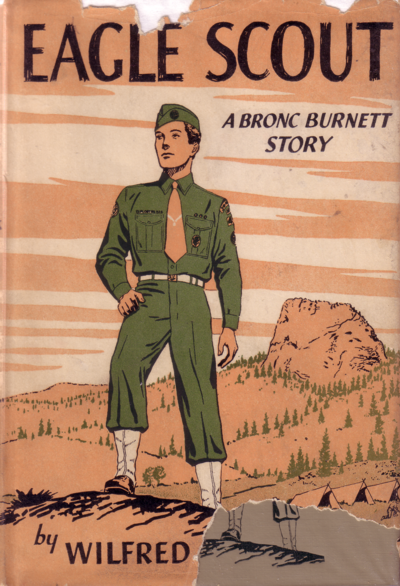 EAGLE SCOUT
A BRONC BURNETT
STORY
by WILFRED